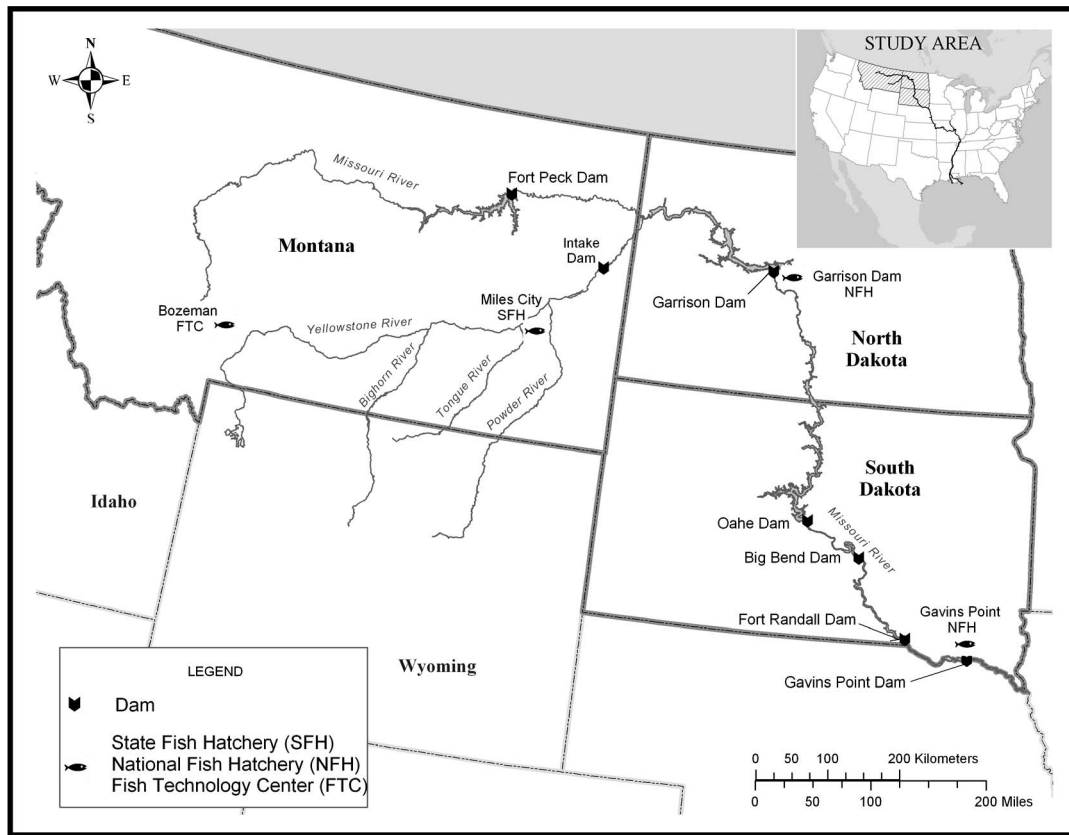 N
W
E
S
STUDY AREA
Missouri River
Fort Peck Dam
Montana
Intake
Dam
Garrison Dam
NFH
Garrison Dam
Bozeman
FTC
Miles City
SFH
Yellowstone River
Bighorn River
Tongue River
Powder River
North
Dakota
South
Dakota
Idaho
Oahe Dam
Missouri River
Big Bend Dam
Fort Randall Dam
Gavins Point
NFH
Gavins Point Dam
Wyoming
LEGEND
Dam
State Fish Hatchery (SFH)
National Fish Hatchery (NFH)
Fish Technology Center (FTC)
0 50 100 200 Kilometers
0 50 100 200 Miles